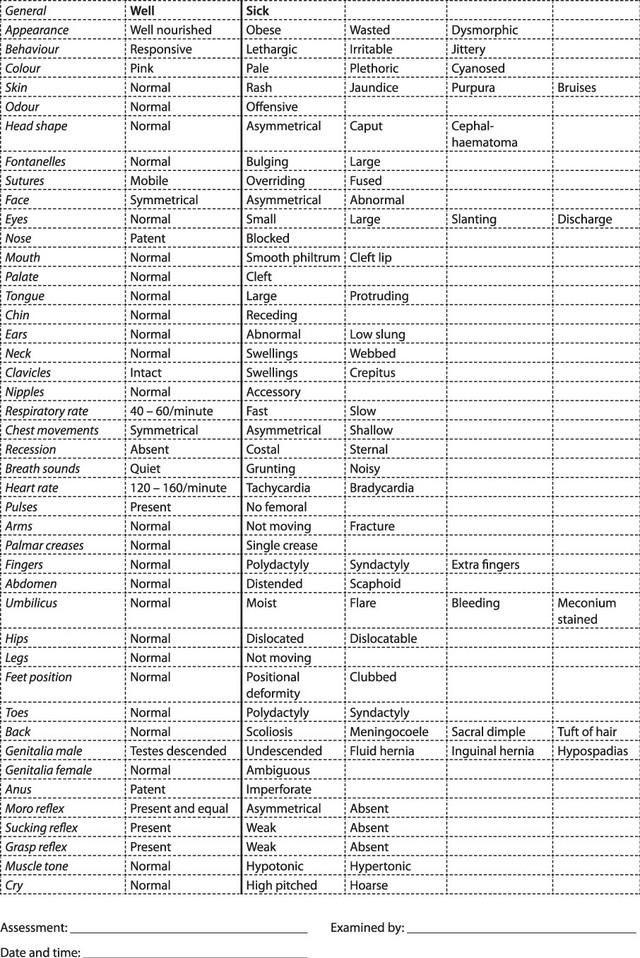 General Well Sick
Appearance Well nourished Obese Wasted Dysmorphic
Behaviour Responsive Lethargic Irritable Jittery
Colour Pink Pale Plethoric Cyanosed
Skin Normal Rash Jaundice Purpura Bruises
Odour Normal Offensive
Head shape Normal Asymmetrical Caput Cephal-
haematoma
Fontanelles Normal Bulging Large
Sutures Mobile Overriding Fused
Face Symmetrical Asymmetrical Abnormal
Eyes Normal Small Large Slanting Discharge
Nose Patent Blocked
Mouth Normal Smooth philtrum Cleft lip
Palate Normal Cleft
Tongue Normal Large Protruding
Chin Normal Receding
Ears Normal Abnormal Low slung
Neck Normal Swellings Webbed
Clavicles Intact Swellings Crepitus
Nipples Normal Accessory
Respiratory rate 40 – 60/minute Fast Slow
Chest movements Symmetrical Asymmetrical Shallow
Recession Absent Costal Sternal
Breath sounds Quiet Grunting Noisy
Heart rate 120 – 160/minute Tachycardia Bradycardia
Pulses Present No femoral
Arms Normal Not moving Fracture
Palmar creases Normal Single crease
Fingers Normal Polydactyly Syndactyly Extra fingers
Abdomen Normal Distended Scaphoid
Umbilicus Normal Moist Flare Bleeding Meconium
stained
Hips Normal Dislocated Dislocatable
Legs Normal Not moving
Feet position Normal Positional Clubbed
deformity
Toes Normal Polydactyly Syndactyly
Back Normal Scoliosis Meningocoele Sacral dimple Tuft of hair
Genitalia male Testes descended Undescended Fluid hernia Inguinal hernia Hypospadias
Genitalia female Normal Ambiguous
Anus Patent Imperforate
Moro reflex Present and equal Asymmetrical Absent
Sucking reflex Present Weak Absent
Grasp reflex Present Weak Absent
Muscle tone Normal Hypotonic Hypertonic
Cry Normal High pitched Hoarse
Assessment: Examined by:
Date and time: